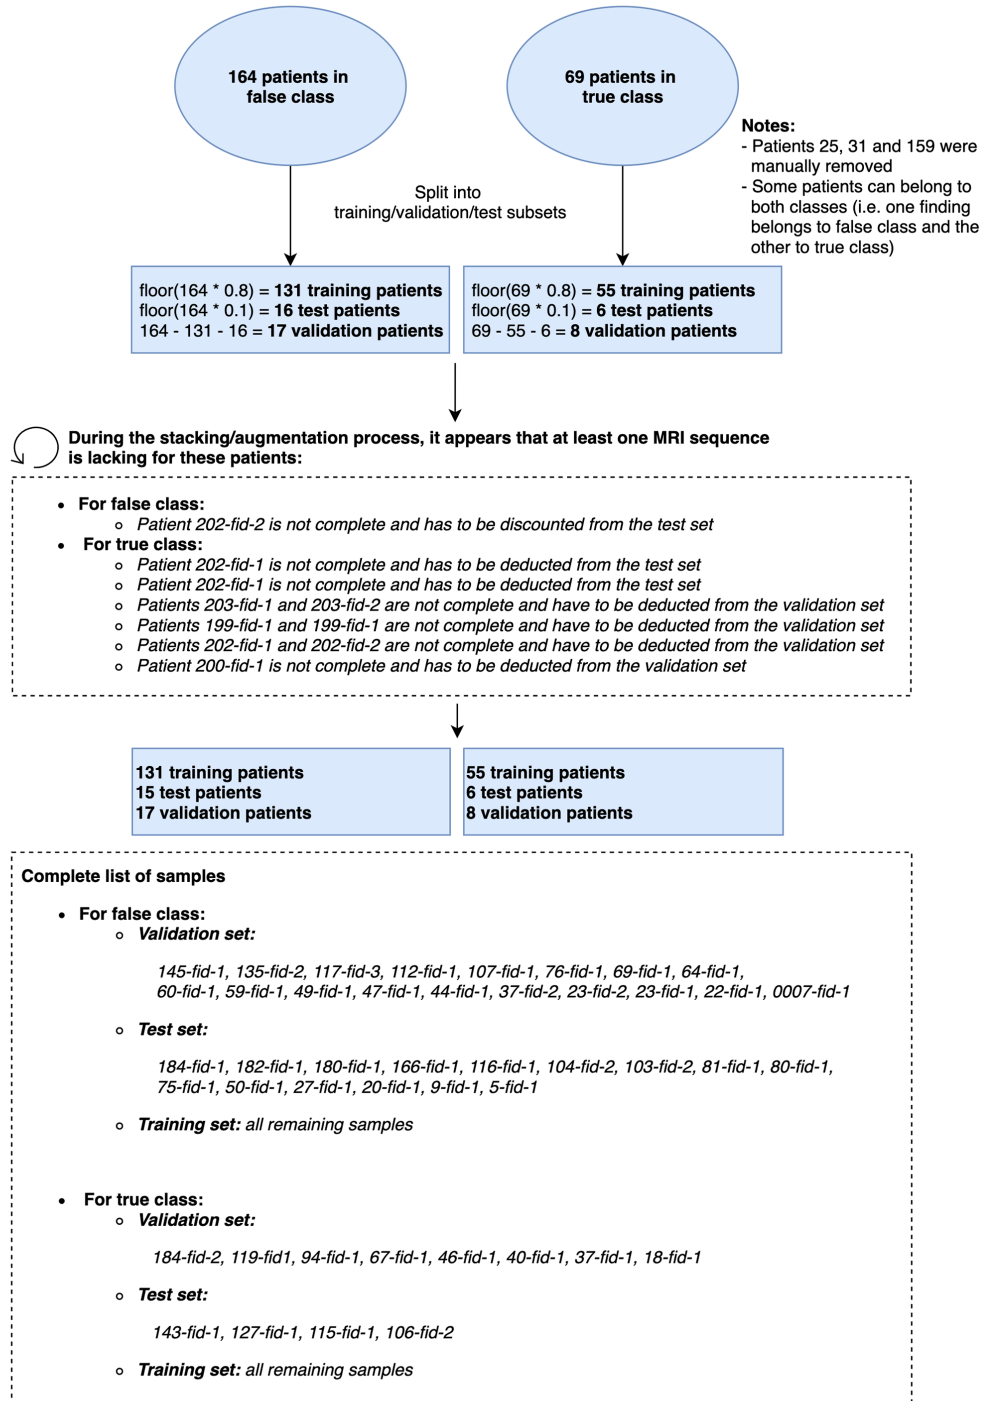 164 patients in
false class
69 patients in
true class
Notes:
- Patients 25, 31 and 159 were
manually removed
- Some patients can belong to
both classes (i.e. one finding
belongs to false class and the
other to true class)
Split into
training/validation/test subsets
floor(164 * 0.8) = 131 training patients
floor(164 * 0.1) = 16 test patients
164 - 131 - 16 = 17 validation patients
floor(69 * 0.8) = 55 training patients
floor(69 * 0.1) = 6 test patients
69 - 55 - 6 = 8 validation patients
During the stacking/augmentation process, it appears that at least one MRI sequence
is lacking for these patients:
• For false class:
Patient 202-fid-2 is not complete and has to be discounted from the test set
• For true class:
Patient 202-fid-1 is not complete and has to be deducted from the test set
Patient 202-fid-1 is not complete and has to be deducted from the test set
Patients 203-fid-1 and 203-fid-2 are not complete and have to be deducted from the validation set
Patients 199-fid-1 and 199-fid-1 are not complete and have to be deducted from the validation set
Patients 202-fid-1 and 202-fid-2 are not complete and have to be deducted from the validation set
Patient 200-fid-1 is not complete and has to be deducted from the validation set
131 training patients
15 test patients
17 validation patients
55 training patients
6 test patients
8 validation patients
Complete list of samples
• For false class:
Validation set:
145-fid-1, 135-fid-2, 117-fid-3, 112-fid-1, 107-fid-1, 76-fid-1, 69-fid-1, 64-fid-1,
60-fid-1, 59-fid-1, 49-fid-1, 47-fid-1, 44-fid-1, 37-fid-2, 23-fid-2, 23-fid-1, 22-fid-1, 0007-fid-1
Test set:
184-fid-1, 182-fid-1, 180-fid-1, 166-fid-1, 116-fid-1, 104-fid-2, 103-fid-2, 81-fid-1, 80-fid-1,
75-fid-1, 50-fid-1, 27-fid-1, 20-fid-1, 9-fid-1, 5-fid-1
Training set: all remaining samples
• For true class:
Validation set:
184-fid-2, 119-fid1, 94-fid-1, 67-fid-1, 46-fid-1, 40-fid-1, 37-fid-1, 18-fid-1
Test set:
143-fid-1, 127-fid-1, 115-fid-1, 106-fid-2
Training set: all remaining samples